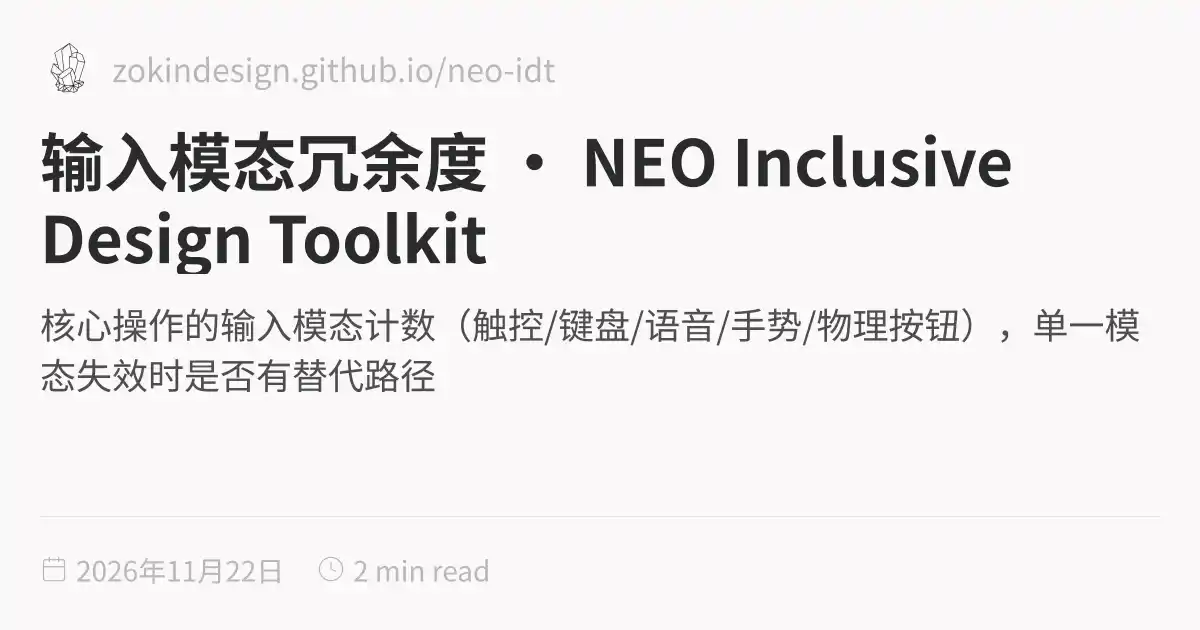 zokindesign.github.io/neo-idt
输入模态冗余度 · NEO Inclusive
Design Toolkit
核心操作的输入模态计数（触控/键盘/语音/手势/物理按钮），单一模
态失效时是否有替代路径
2026年11月22日 2 min read